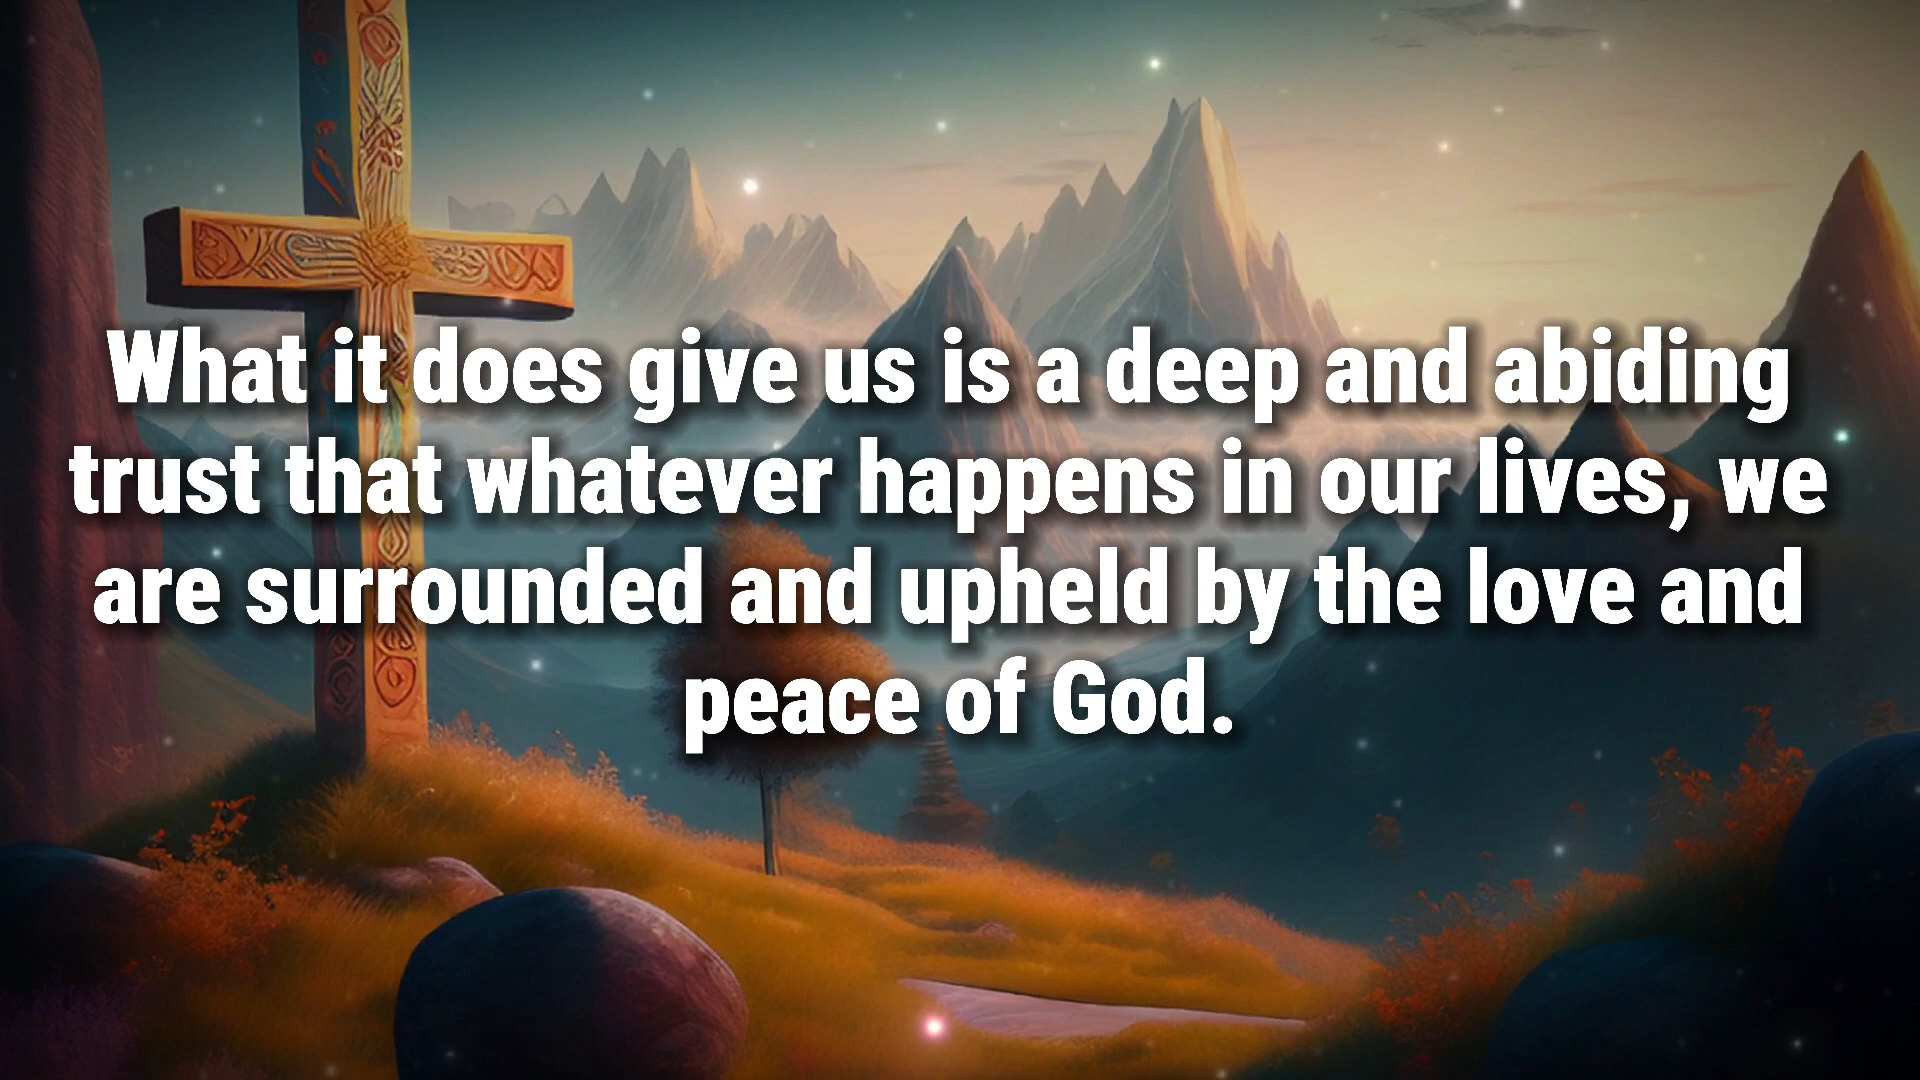 What it does give us is a deep and abiding
trust that whatever happens in our lives, we
are surrounded and upheld by the love and
peace of God.